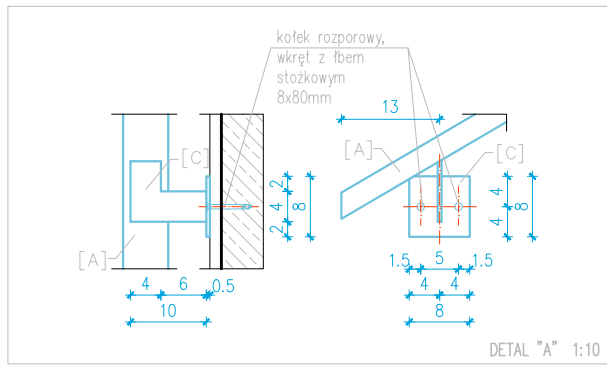 kołek rozporowy,
wkręt z łbem
stożkowym
8x80mm
[C]
[A]
2
4
2
8
4
6
0.5
10
13
[A]
[C]
4
4
8
1.5
5
1.5
4
4
8
DETAL "A" 1:10